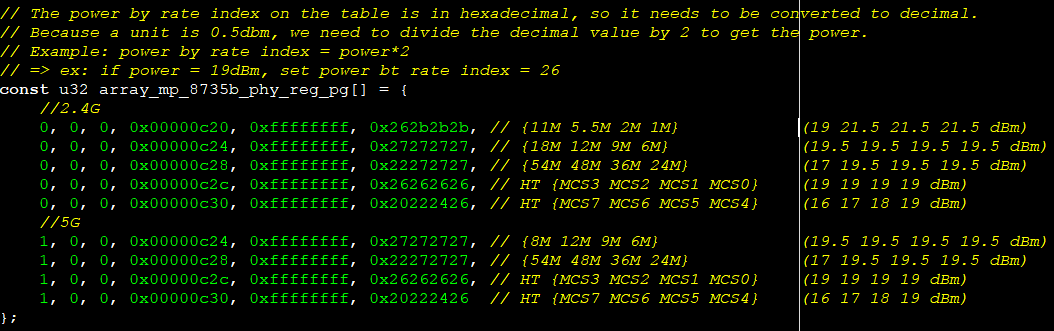 // The power by rate index on the table is in hexadecimal, so it needs to be converted to decimal.
// Because a unit is 0.5dbm, we need to divide the decimal value by 2 to get the power.
// Example: power by rate index = power*2
// => ex: if power = 19dBm, set power bt rate index = 26
const u32 array_mp_8735b_phy_reg_pg[] = {
//2.4G
0, 0, 0, 0x00000c20, 0xffffffff, 0x262b2b2b, // {11M 5.5M 2M 1M} (19 21.5 21.5 21.5 dBm)
0, 0, 0, 0x00000c24, 0xffffffff, 0x27272727, // {18M 12M 9M 6M} (19.5 19.5 19.5 19.5 dBm)
0, 0, 0, 0x00000c28, 0xffffffff, 0x22272727, // {54M 48M 36M 24M} (17 19.5 19.5 19.5 dBm)
0, 0, 0, 0x00000c2c, 0xffffffff, 0x26262626, // HT {MCS3 MCS2 MCS1 MCS0} (19 19 19 19 dBm)
0, 0, 0, 0x00000c30, 0xffffffff, 0x20222426, // HT {MCS7 MCS6 MCS5 MCS4} (16 17 18 19 dBm)
//5G
1, 0, 0, 0x00000c24, 0xffffffff, 0x27272727, // {8M 12M 9M 6M} (19.5 19.5 19.5 19.5 dBm)
1, 0, 0, 0x00000c28, 0xffffffff, 0x22272727, // {54M 48M 36M 24M} (17 19.5 19.5 19.5 dBm)
1, 0, 0, 0x00000c2c, 0xffffffff, 0x26262626, // HT {MCS3 MCS2 MCS1 MCS0} (19 19 19 19 dBm)
1, 0, 0, 0x00000c30, 0xffffffff, 0x20222426 // HT {MCS7 MCS6 MCS5 MCS4} (16 17 18 19 dBm)
};